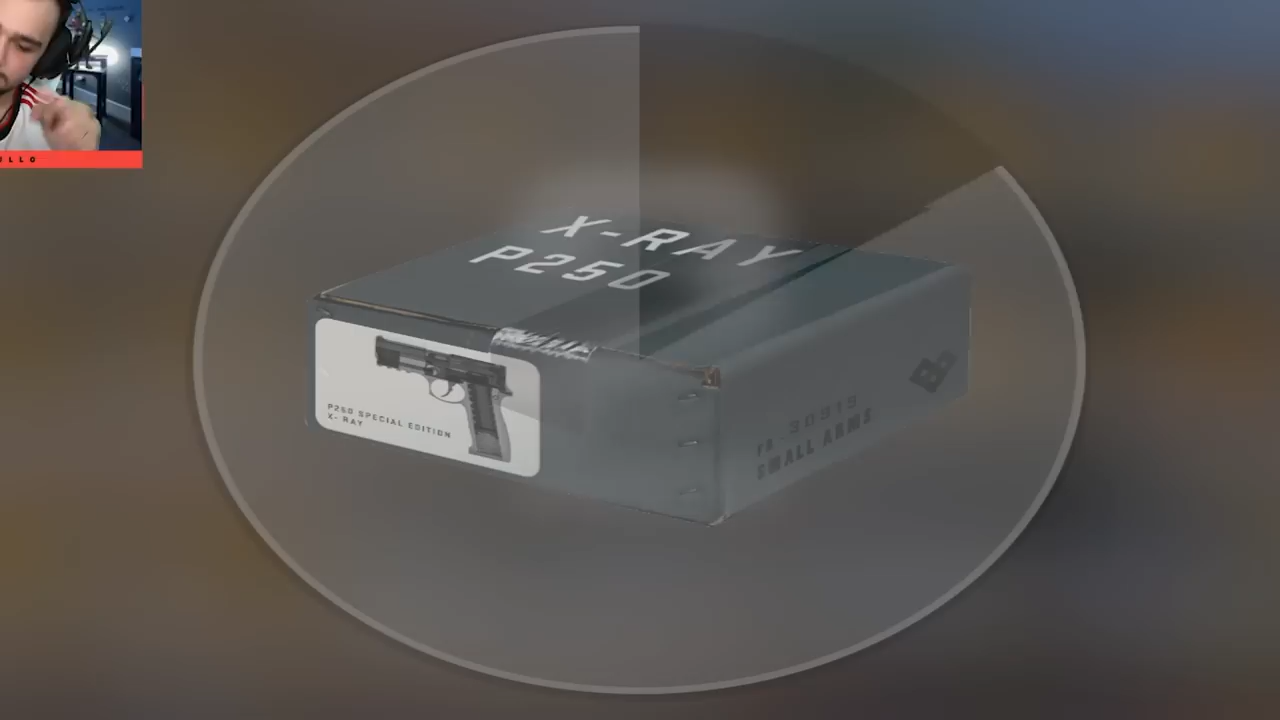 X-RAY
P250
P250 SPECIAL EDITION
X-RAY
SMALL ARMS